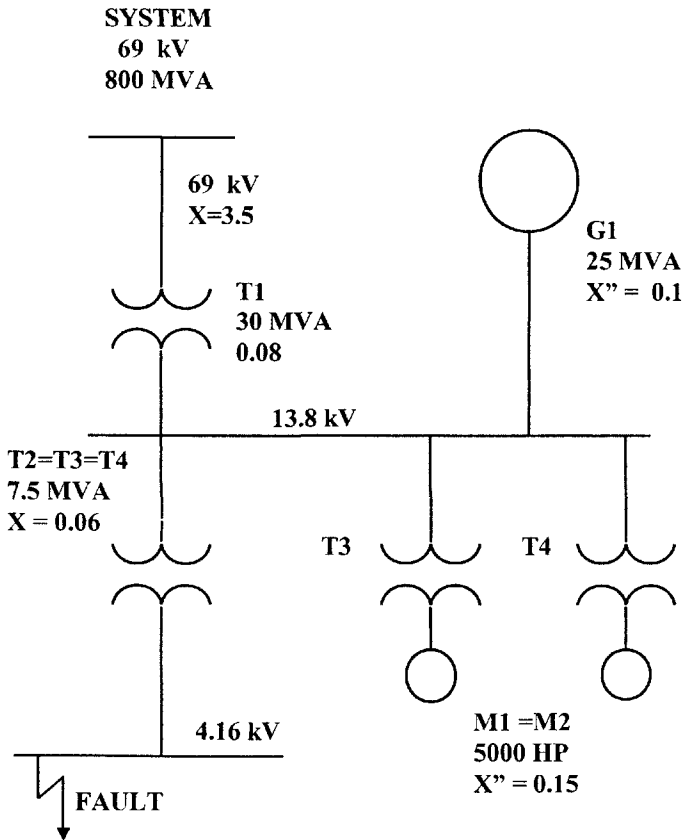 SYSTEM
69 kV
800 MVA
69 kV
X=3.5
T1
30 MVA
0.08
G1
25 MVA
X” = 0.1
13.8 kV
T2=T3=T4
7.5 MVA
X = 0.06
T3
T4
4.16 kV
M1 =M2
5000 HP
X” = 0.15
FAULT